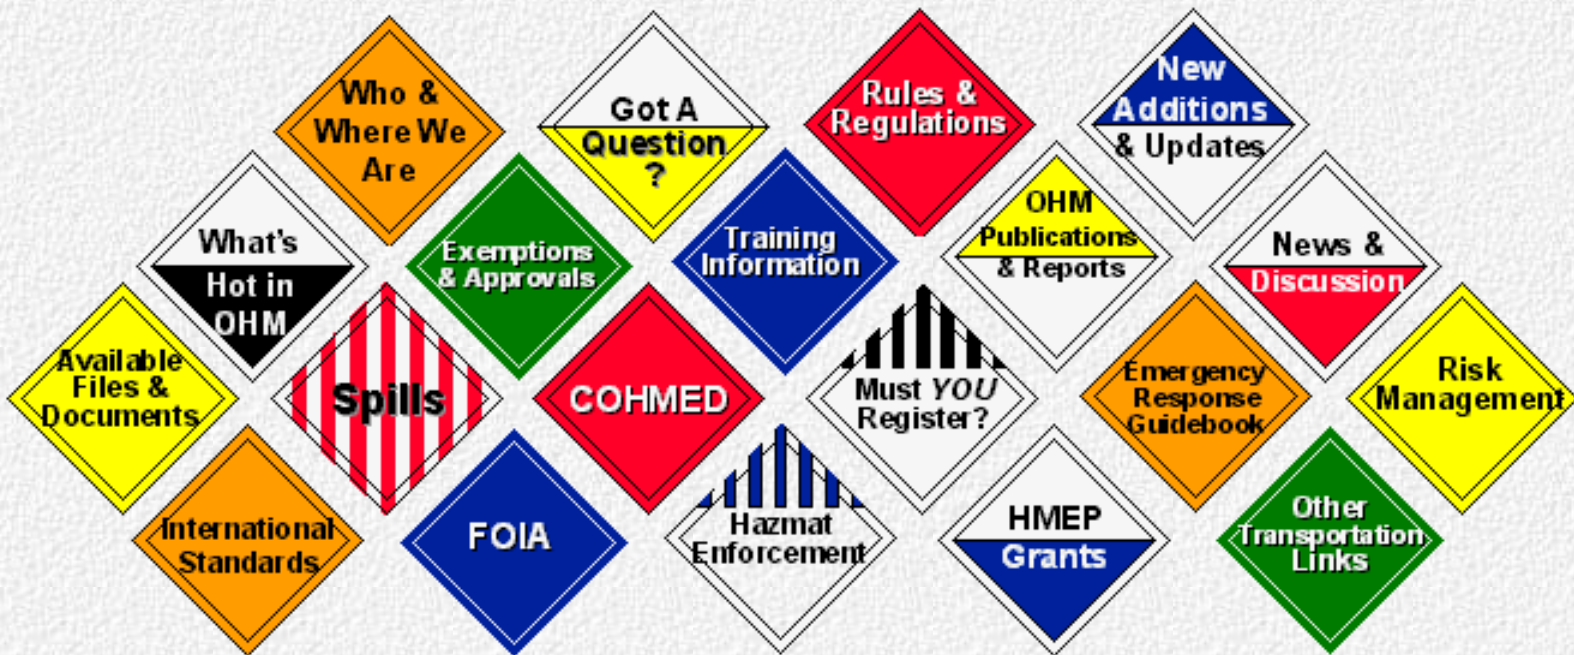 Who &
Where We
Are
Got A
Question
?
Rules &
Regulations
New
Additions
& Updates
What's
Hot in
OHM
Exemptions
& Approvals
Training
Information
OHM
Publications
& Reports
News &
Discussion
Available
Files &
Documents
Spills
COHMED
Must YOU
Register?
Emergency
Response
Guidebook
Risk
Management
International
Standards
FOIA
Hazmat
Enforcement
HMEP
Grants
Other
Transportation
Links